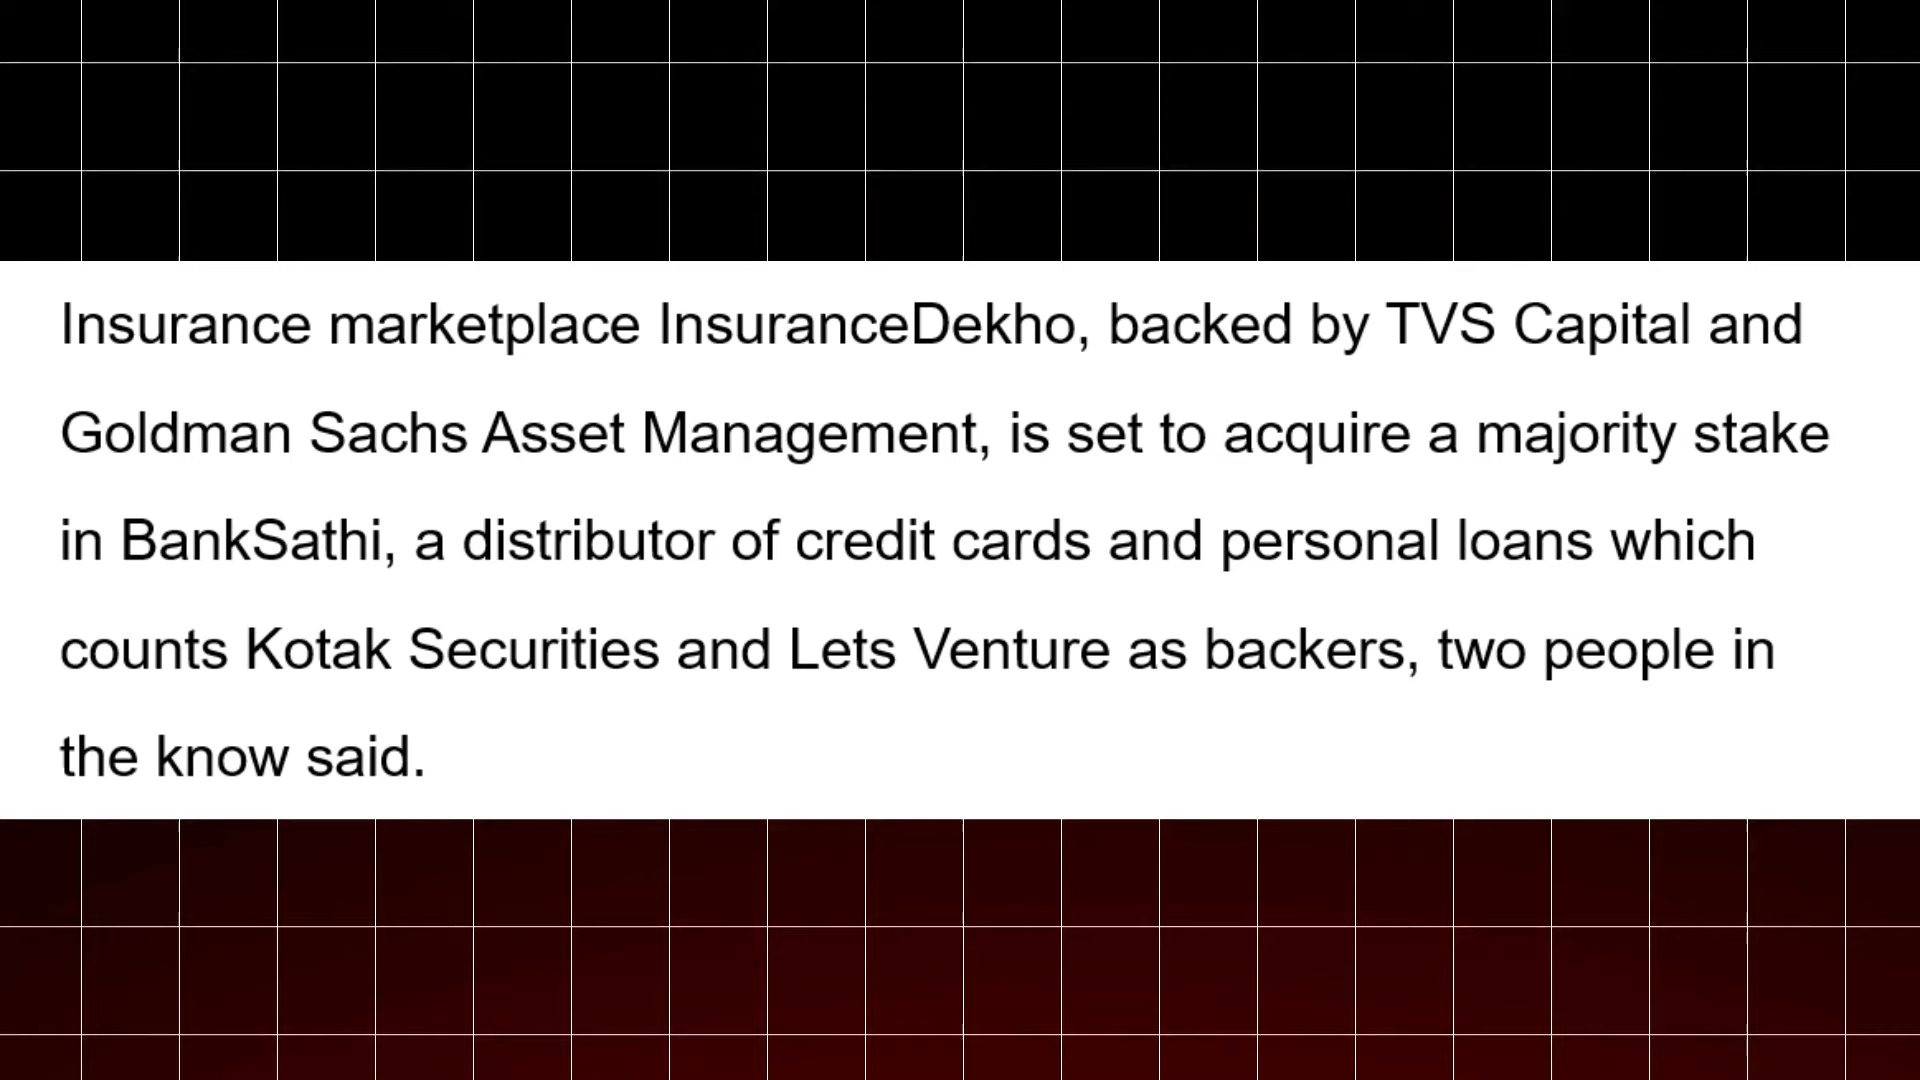 Insurance marketplace InsuranceDekho, backed by TVS Capital and
Goldman Sachs Asset Management, is set to acquire a majority stake
in BankSathi, a distributor of credit cards and personal loans which
counts Kotak Securities and Lets Venture as backers, two people in
the know said.